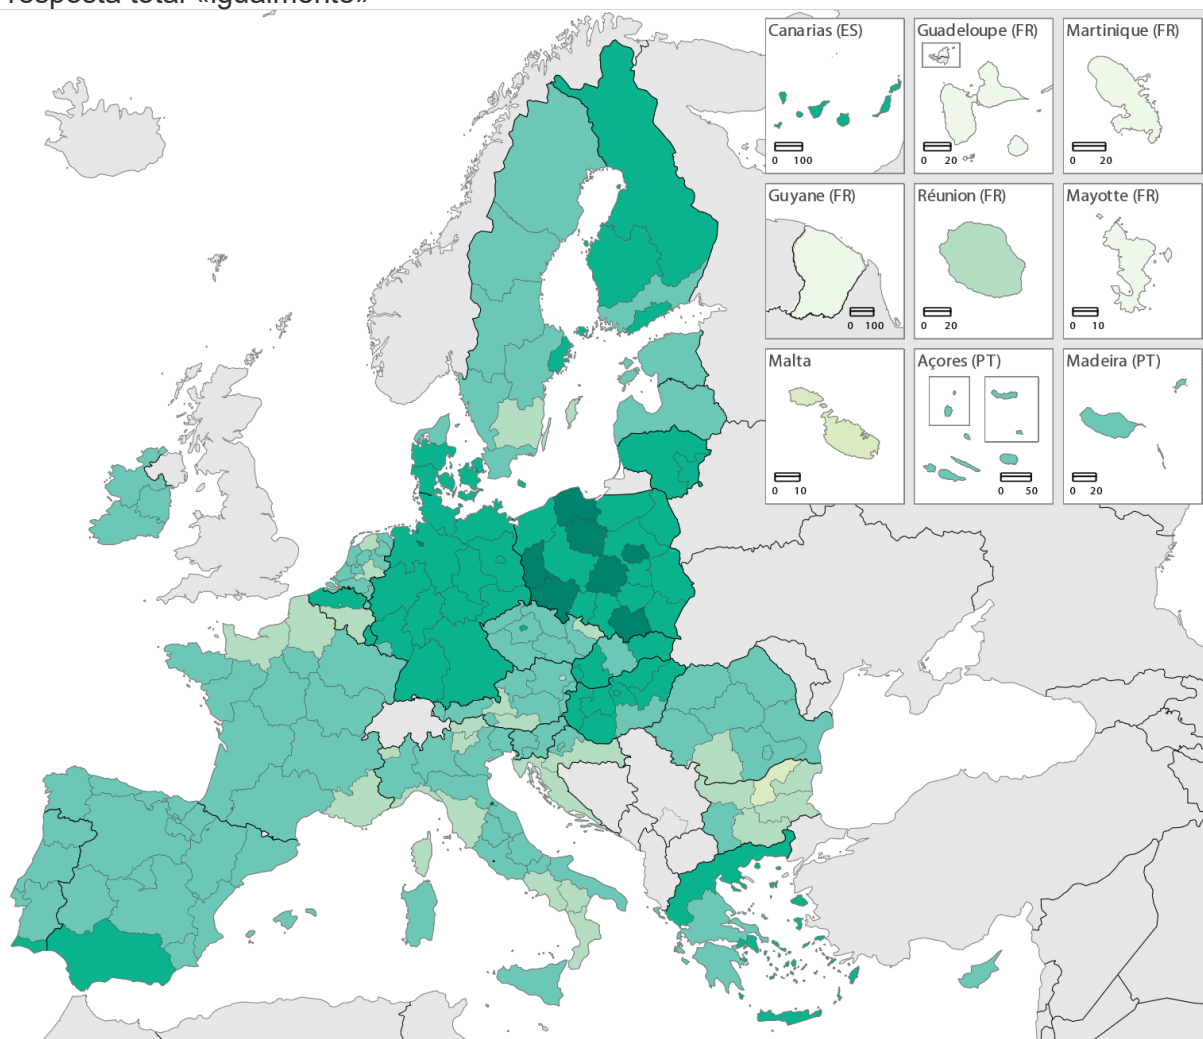 resposta total «igualmente»
Canarias (ES)
0 100
Guadeloupe (FR)
0 20
Martinique (FR)
0 20
Guyane (FR)
0 100
Réunion (FR)
0 20
Mayotte (FR)
0 10
Malta
0 10
Açores (PT)
0 50
Madeira (PT)
0 20